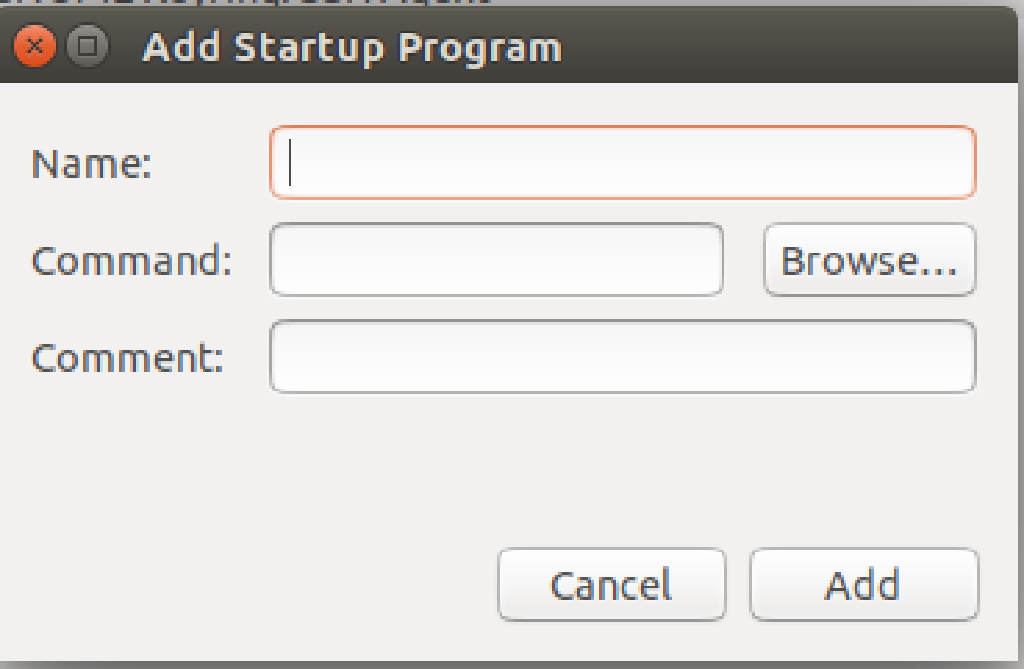 Add Startup Program
Name:
Command:
Browse...
Comment:
Cancel
Add